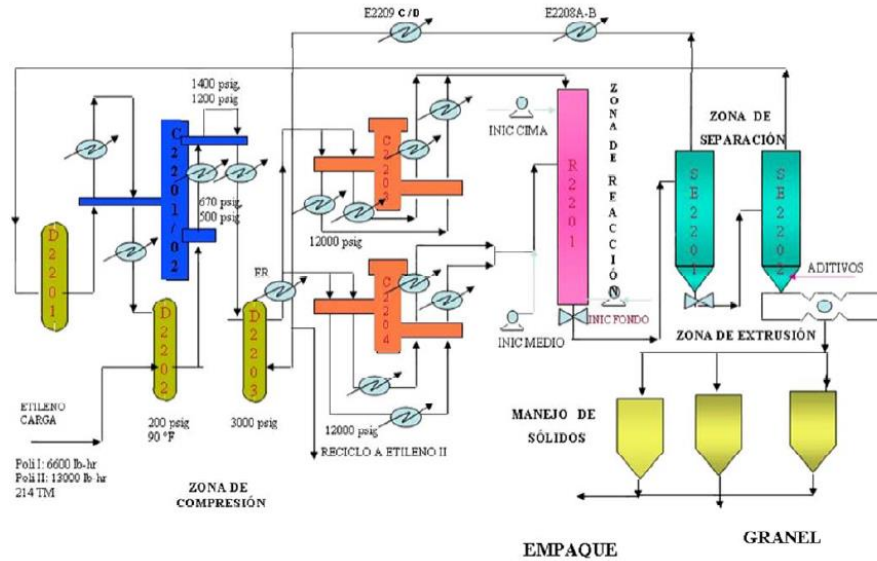 E2209 C/D
E2208A-B
1400 psig,
1200 psig
C2201/02
670 psig
500 psig
D2201
D2202
200 psig
90 °F
ETILENO
CARGA
Poli I: 6600 lb-hr
Poli II: 13000 lb-hr
214 TM
ZONA DE
COMPRESIÓN
ER
D2203
3000 psig
12000 psig
C2204
12000 psig
RECICLO A ETILENO II
INIC CIMA
R2201
ZONA DE REACCIÓN
INIC MEDIO
INIC FONDO
ZONA DE
SEPARACIÓN
SE2201
SE2202
ADITIVOS
ZONA DE EXTRUSIÓN
MANEJO DE
SÓLIDOS
EMPAQUE
GRANEL